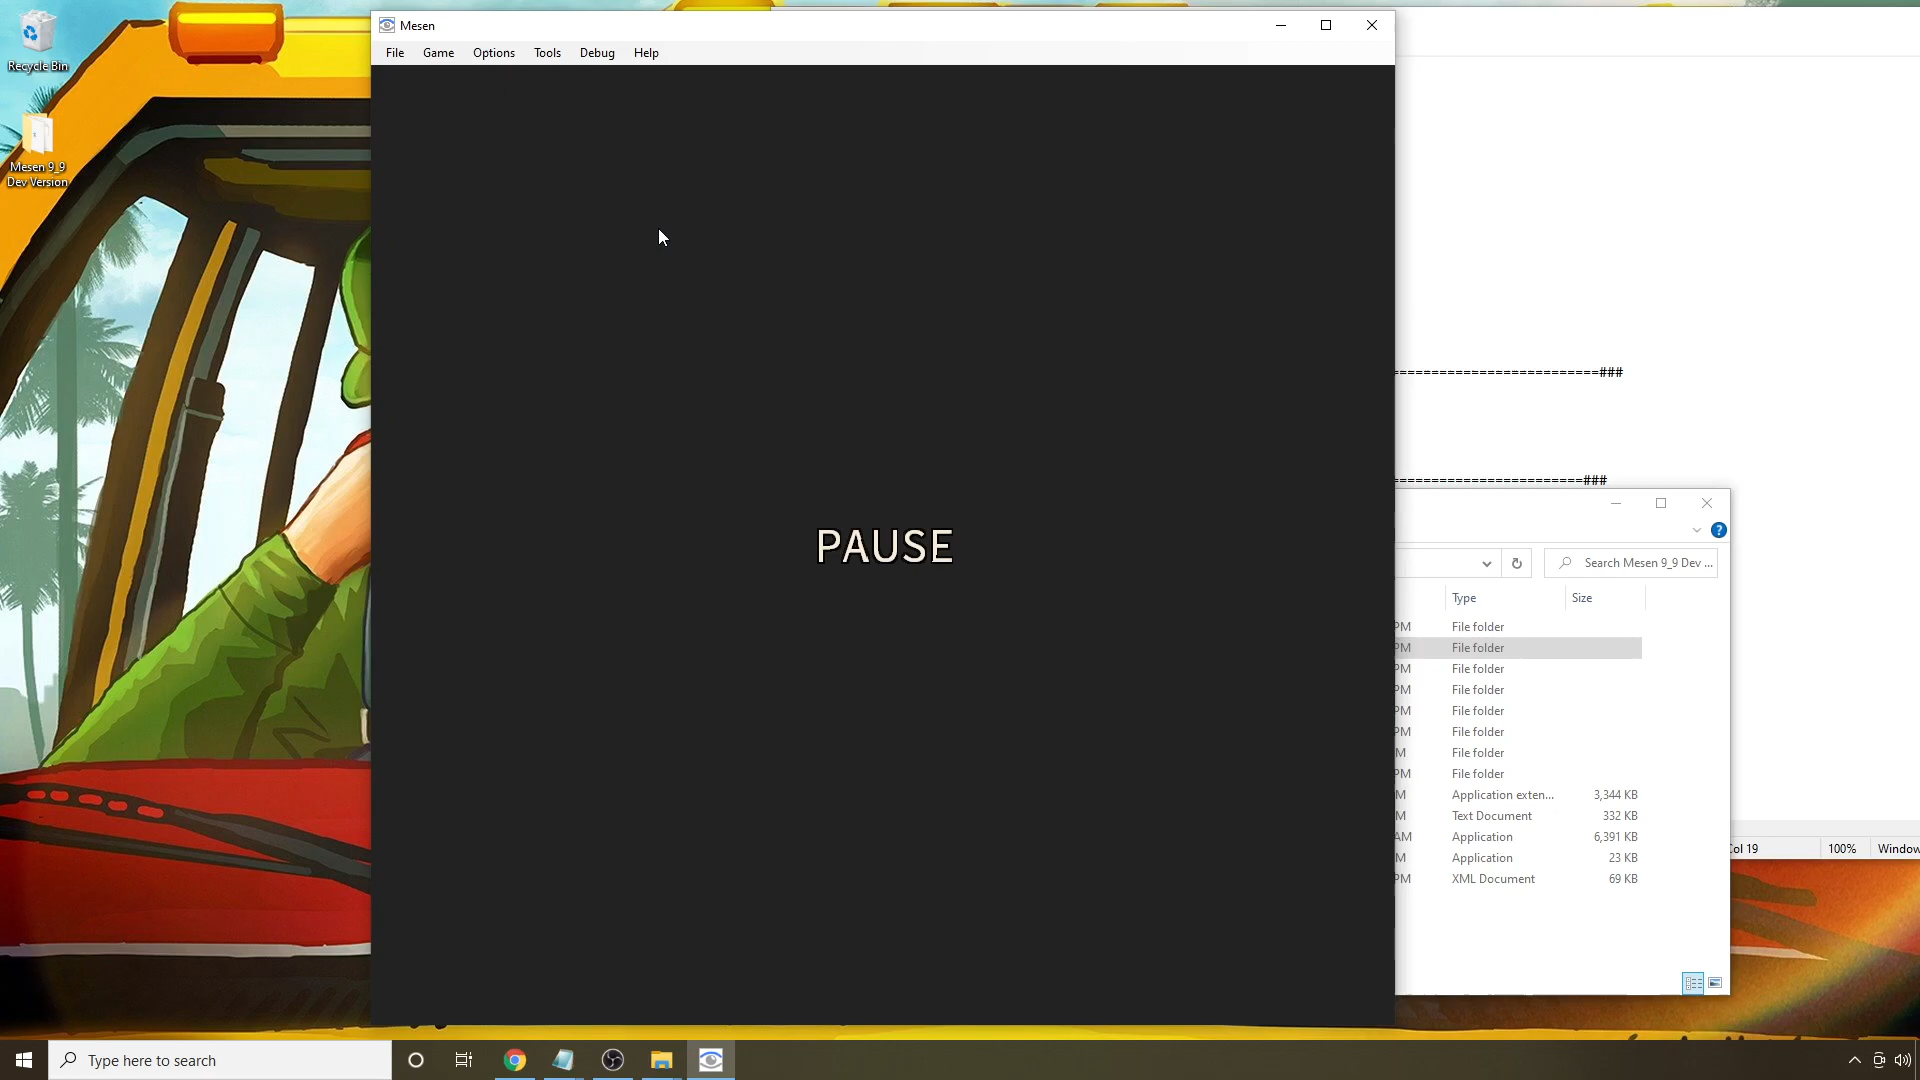 Recycle Bin
Mesen 9_9
Dev Version
Mesen
File Game Options Tools Debug Help
PAUSE
===========================###
=========================###
?
Search Mesen 9_9 Dev ...
Type Size
PM File folder
PM File folder
PM File folder
PM File folder
PM File folder
PM File folder
M File folder
PM File folder
M Application exten... 3,344 KB
M Text Document 332 KB
AM Application 6,391 KB
M Application 23 KB
PM XML Document 69 KB
Col 19 100% Window
Type here to search